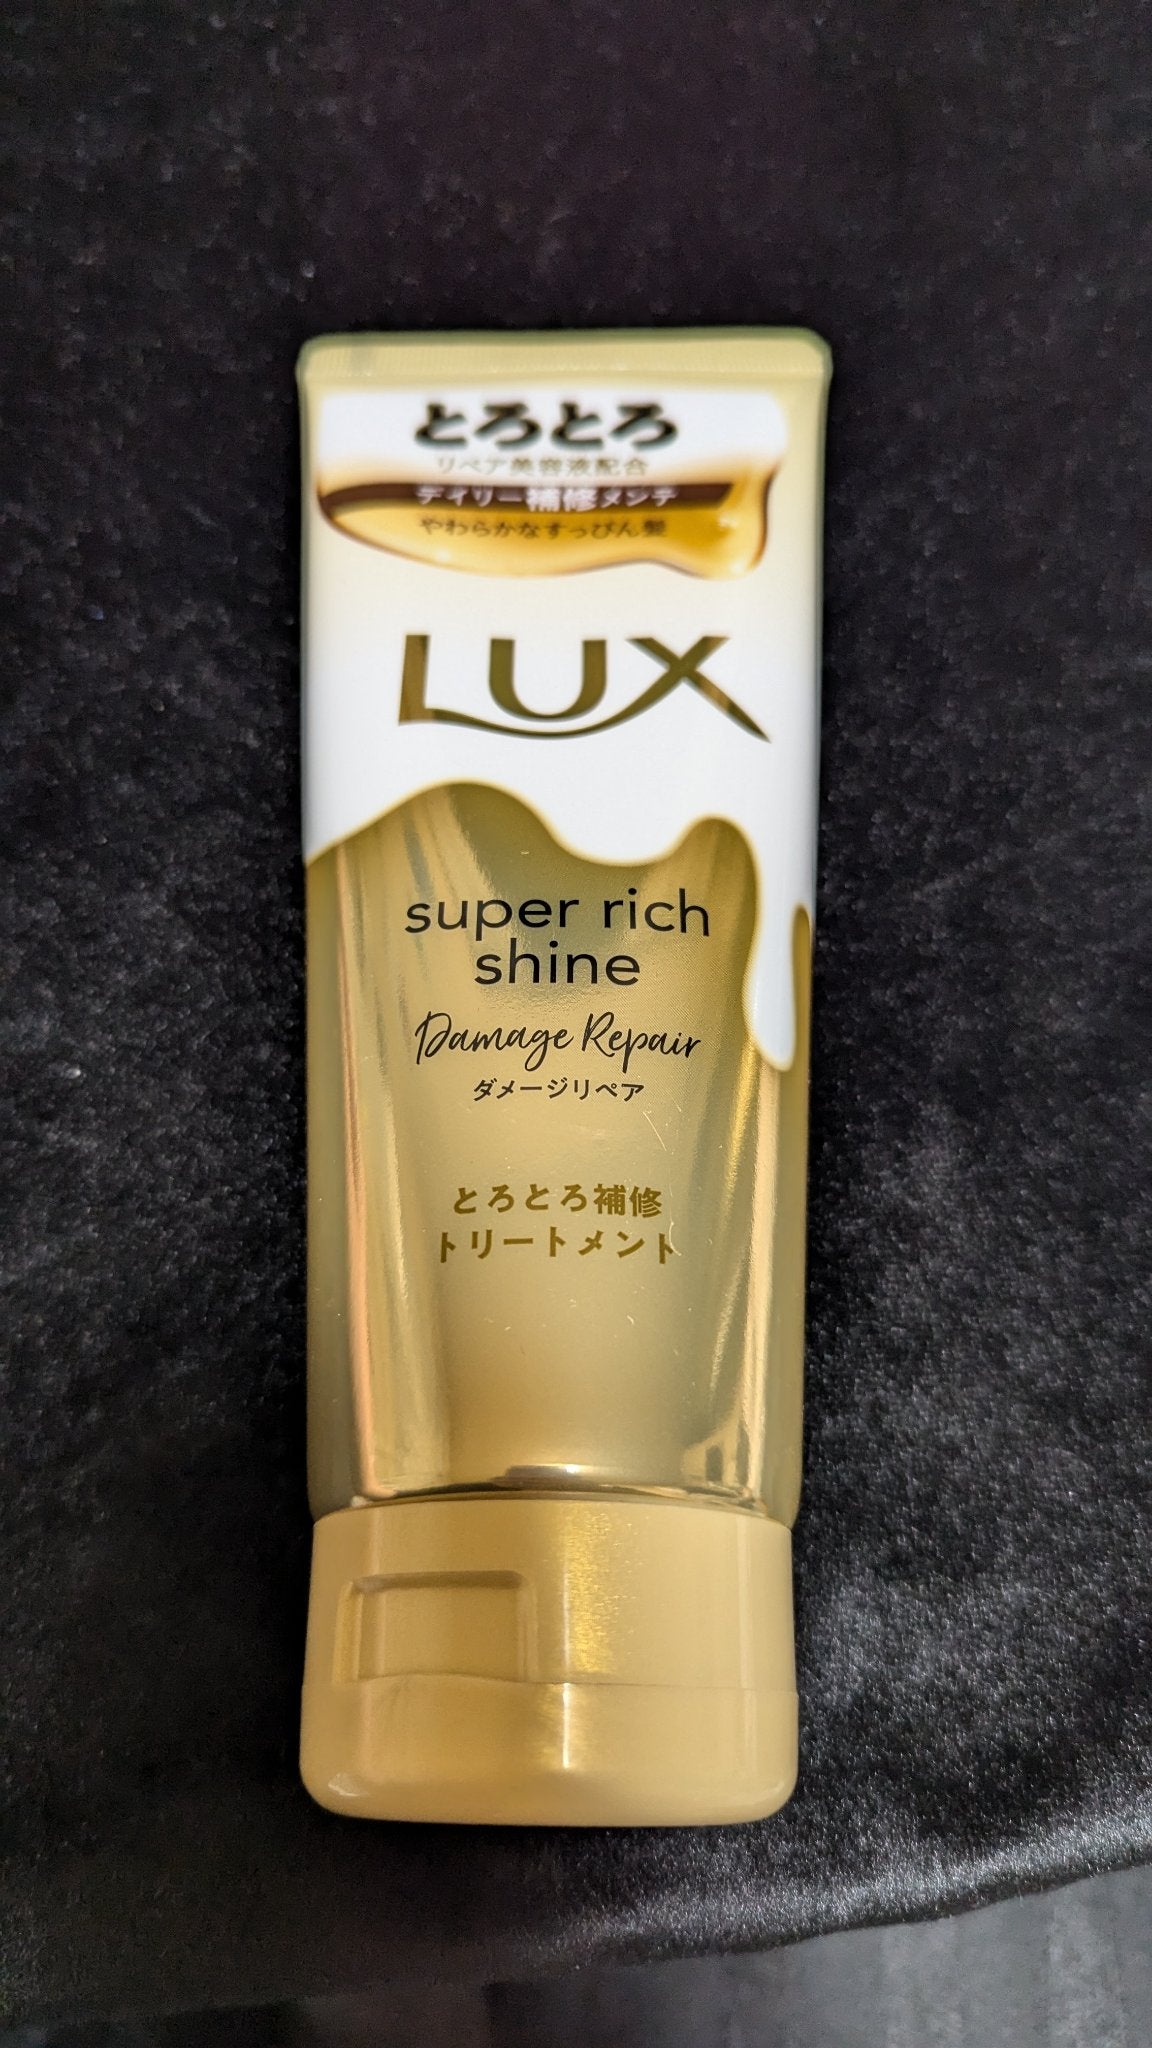 とろとろ
リペア美容液配合
デイリー補修メンテ
やわらかなすっぴん髪
LUX
super rich
shine
Damage Repair
ダメージリペア
とろとろ補修
トリートメント